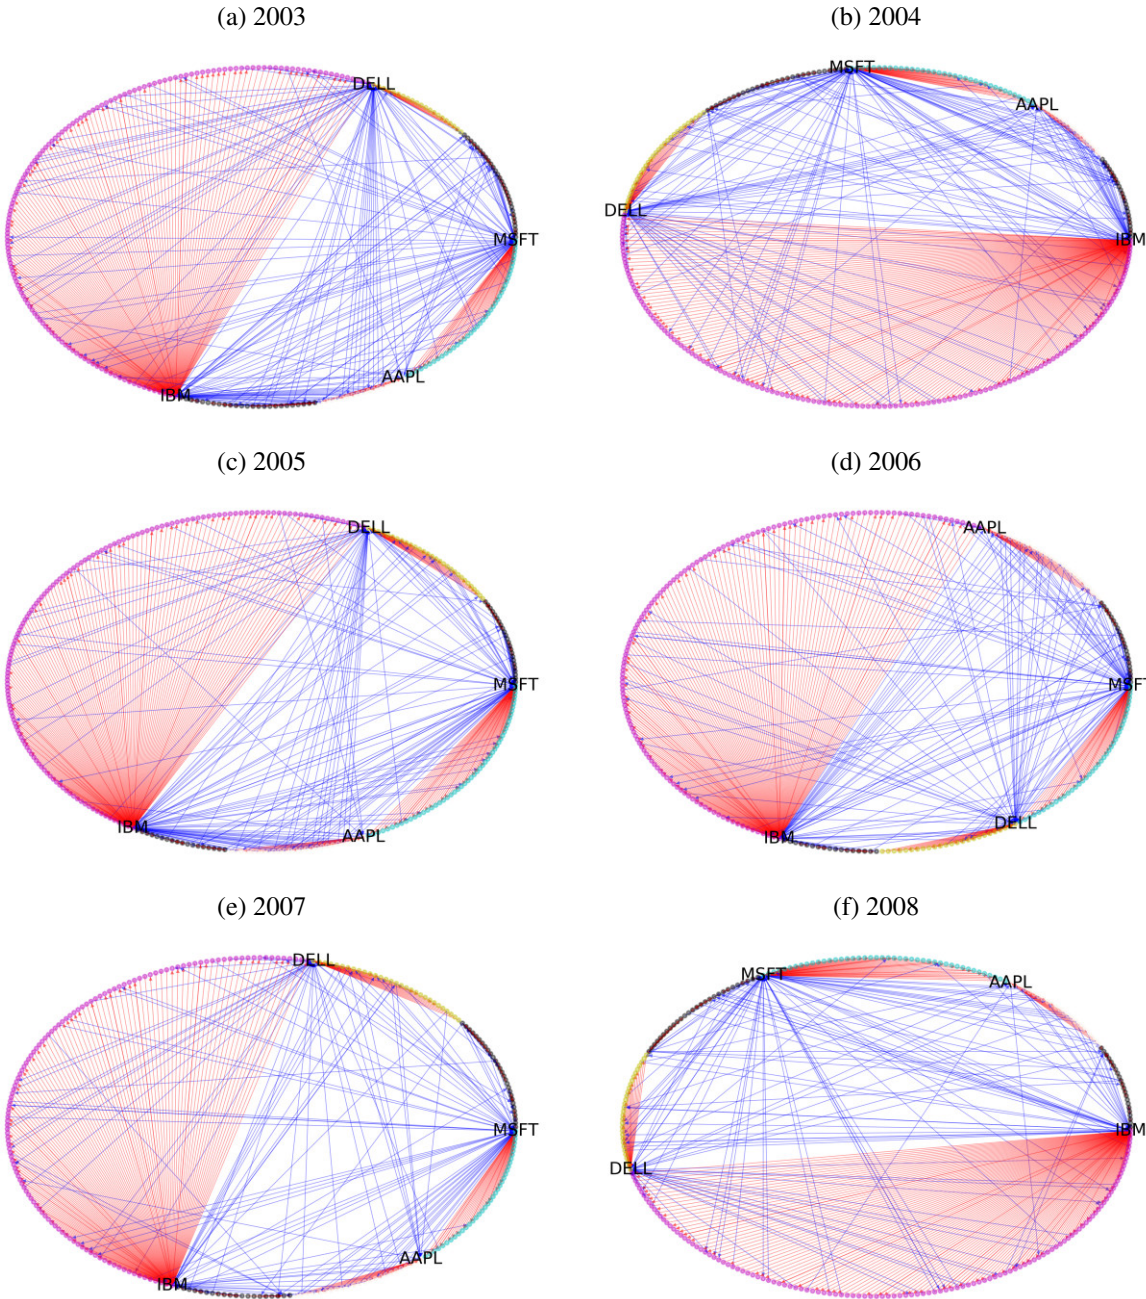 (a) 2003
(b) 2004
DELL
MSFT
AAPL
IBM
MSFT
AAPL
DELL
IBM
(c) 2005
(d) 2006
DELL
MSFT
IBM
AAPL
AAPL
MSFT
DELL
IBM
(e) 2007
(f) 2008
DELL
MSFT
AAPL
IBM
MSFT
AAPL
IBM
DELL